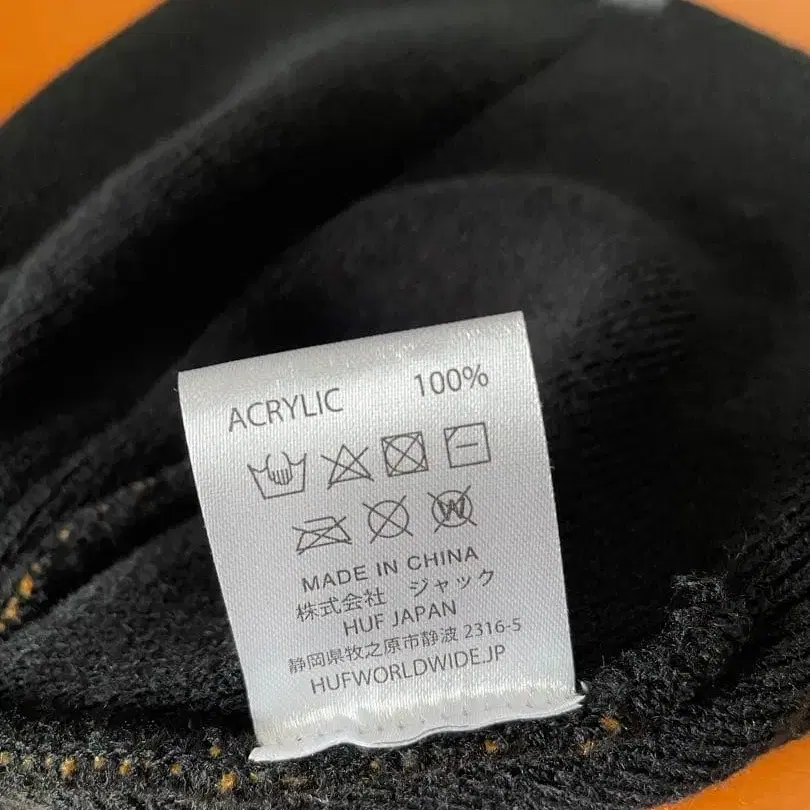 ACRYLIC 100%
W
MADE IN CHINA
株式会社 ジャック
HUF JAPAN
静岡県牧之原市静波 2316-5
HUFWORLDWIDE.JP